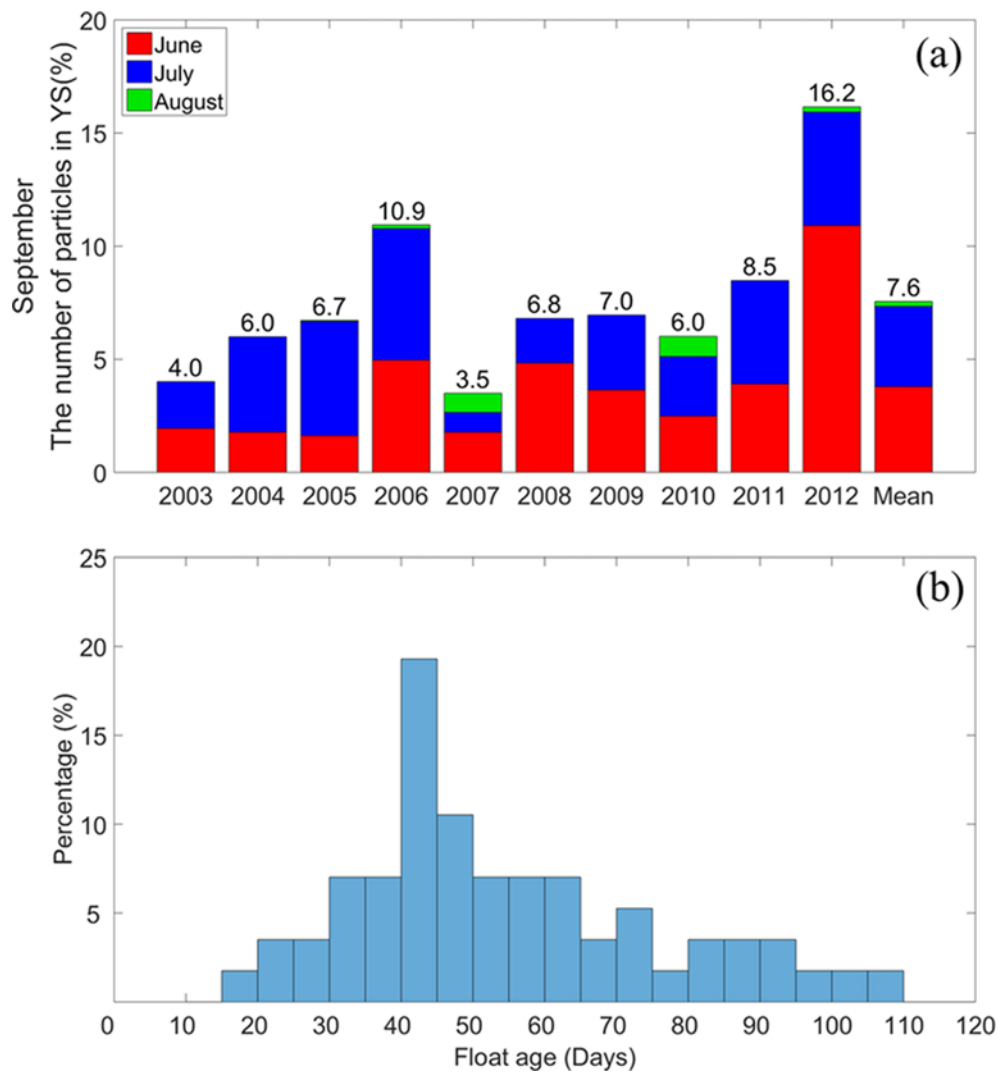 (a)
June
July
August
September
The number of particles in YS(%)
20
15
10
5
0
4.0
6.0
6.7
10.9
3.5
6.8
7.0
6.0
8.5
16.2
7.6
2003 2004 2005 2006 2007 2008 2009 2010 2011 2012 Mean
(b)
Percentage (%)
25
20
15
10
5
0 10 20 30 40 50 60 70 80 90 100 110 120
Float age (Days)